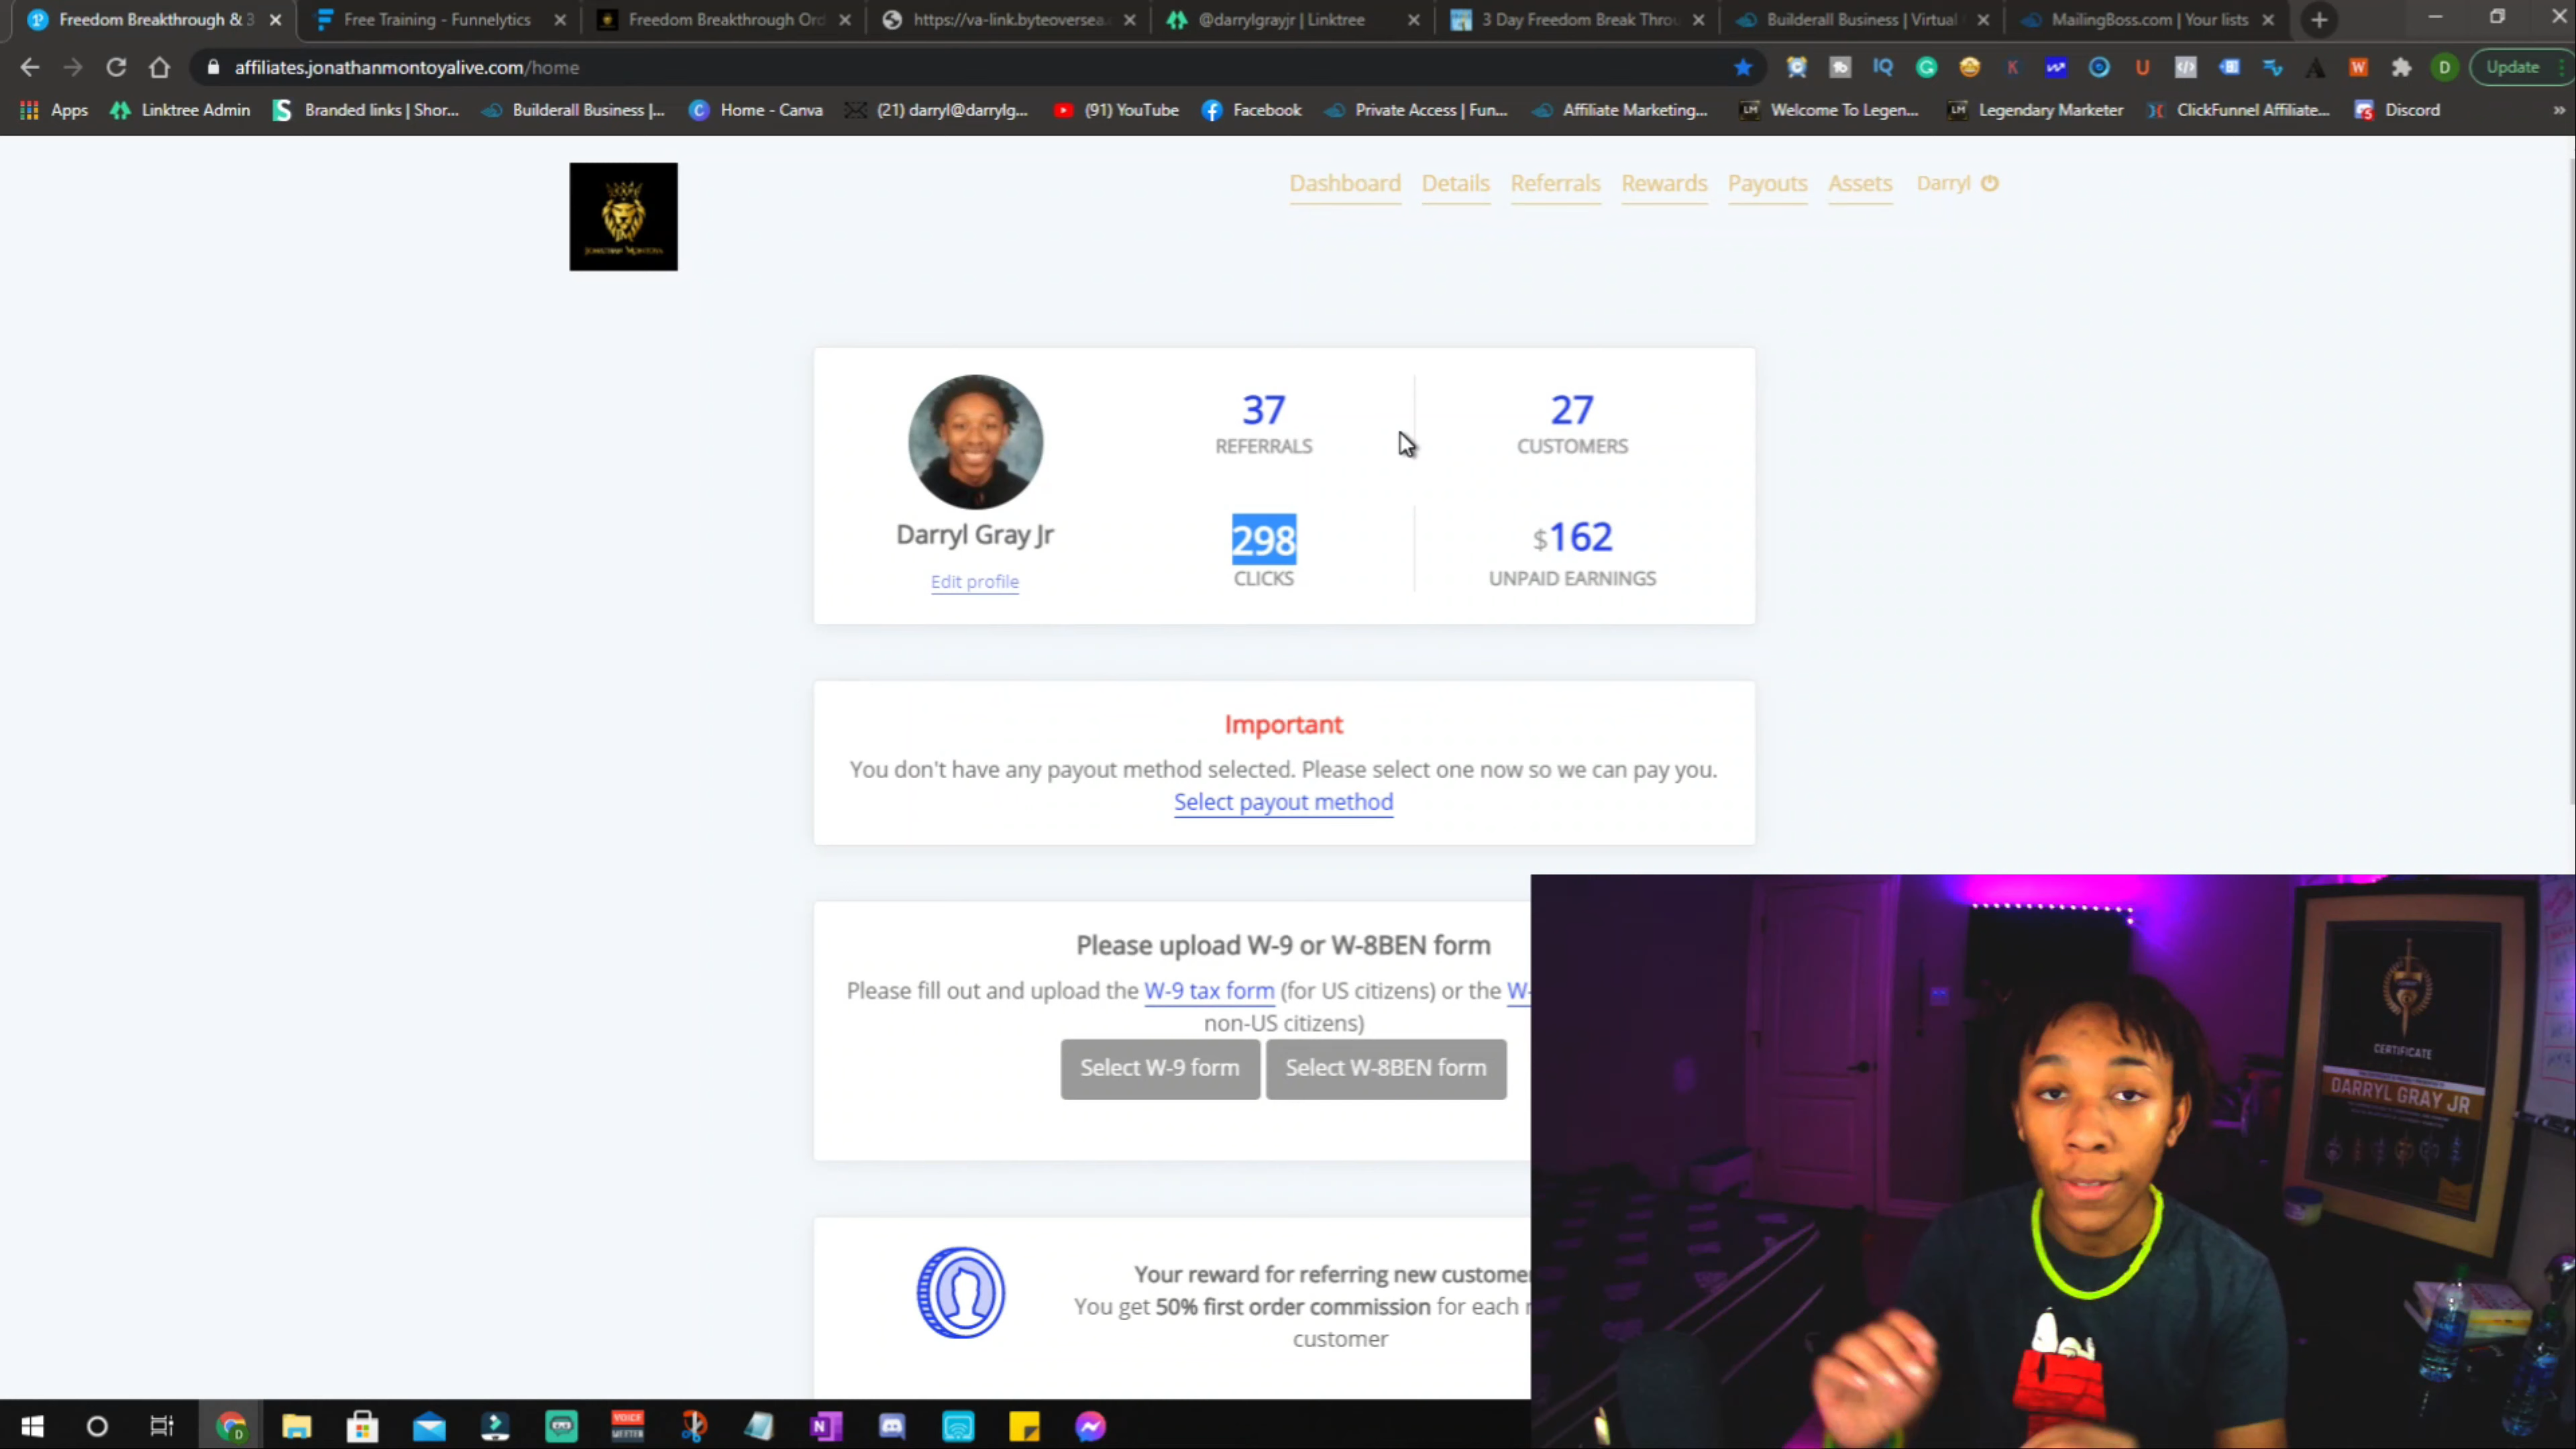 Freedom Breakthrough & 3
Free Training - Funnelytics
Freedom Breakthrough Ord
https://va-link.byteoversea.
@darrylgrayjr | Linktree
3 Day Freedom Break Throu
Builderall Business | Virtual
MailingBoss.com | Your lists
affiliates.jonathanmontoyalive.com/home
Update
Apps
Linktree Admin
Branded links | Shor...
Builderall Business |...
Home - Canva
(21) darryl@darrylg...
(91) YouTube
Facebook
Private Access | Fun...
Affiliate Marketing...
Welcome To Legen...
Legendary Marketer
ClickFunnel Affiliate...
Discord
JONATHAN MONTOYA
Dashboard Details Referrals Rewards Payouts Assets Darryl
37
REFERRALS
27
CUSTOMERS
Darryl Gray Jr
Edit profile
298
CLICKS
$162
UNPAID EARNINGS
Important
You don't have any payout method selected. Please select one now so we can pay you.
Select payout method
Please upload W-9 or W-8BEN form
Please fill out and upload the W-9 tax form (for US citizens) or the W-
non-US citizens)
Select W-9 form
Select W-8BEN form
Your reward for referring new custome
You get 50% first order commission for each
customer
CERTIFICATE
DARRYL GRAY JR
VOICE
MEETER